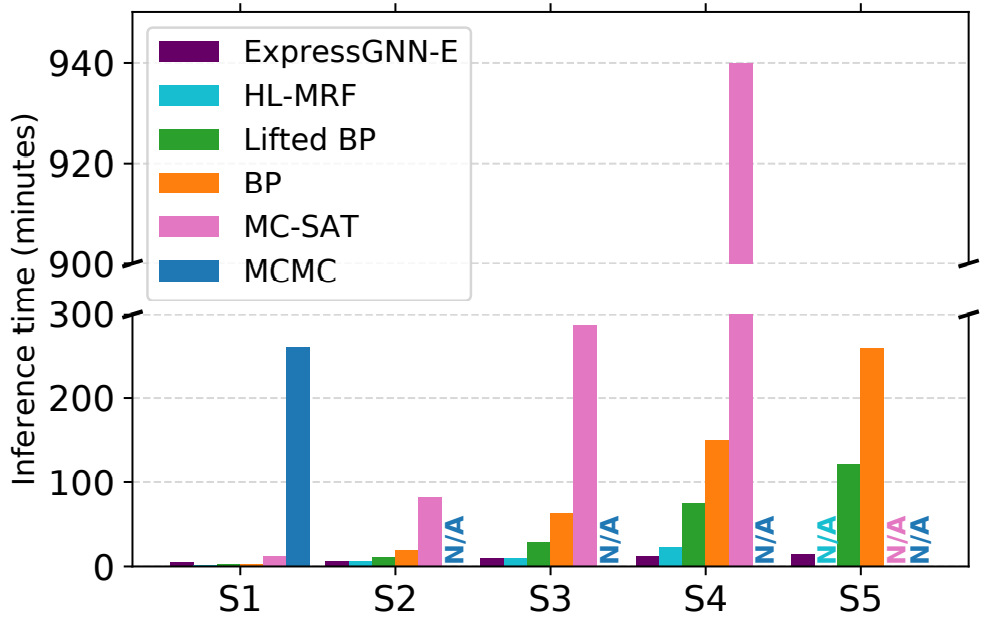 Inference time (minutes)
940
920
900
300
200
100
0
ExpressGNN-E
HL-MRF
Lifted BP
BP
MC-SAT
MCMC
N/A
N/A
N/A
N/A
N/A
N/A
S1
S2
S3
S4
S5